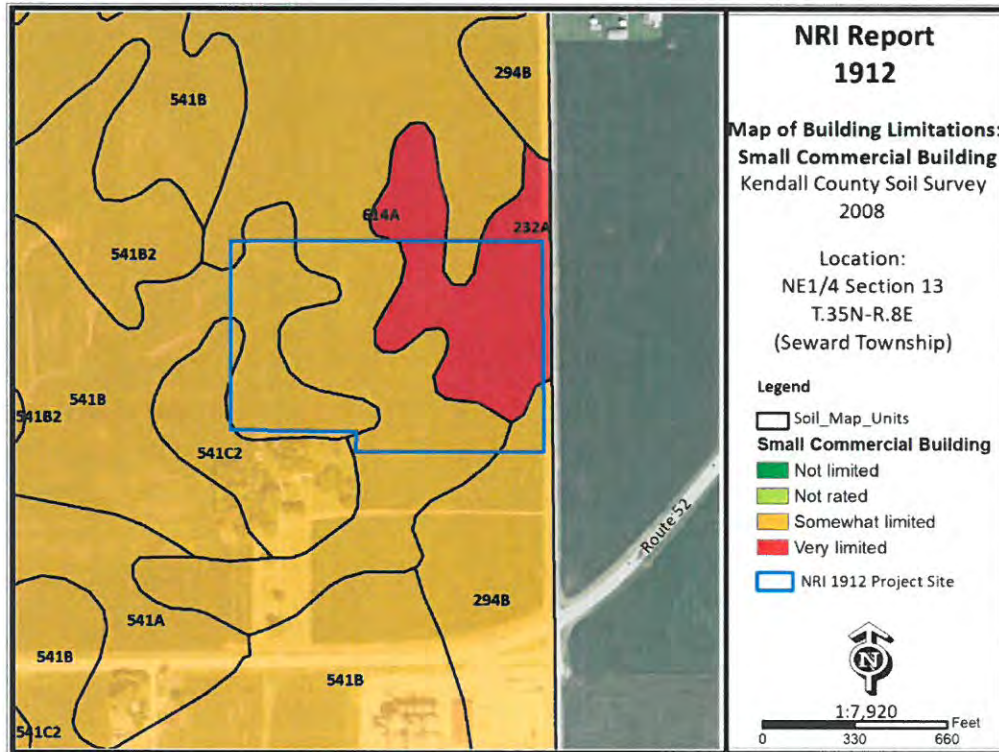 NRI Report
1912
Map of Building Limitations:
Small Commercial Building
Kendall County Soil Survey
2008
Location:
NE1/4 Section 13
T.35N-R.8E
(Seward Township)
Legend
Soil_Map_Units
Small Commercial Building
Not limited
Not rated
Somewhat limited
Very limited
NRI 1912 Project Site
N
1:7,920
Feet
0 330 660
294B
541B
614A
232A
541B2
541B
541B2
541C2
Route 52
294B
541A
541B
541B
541C2